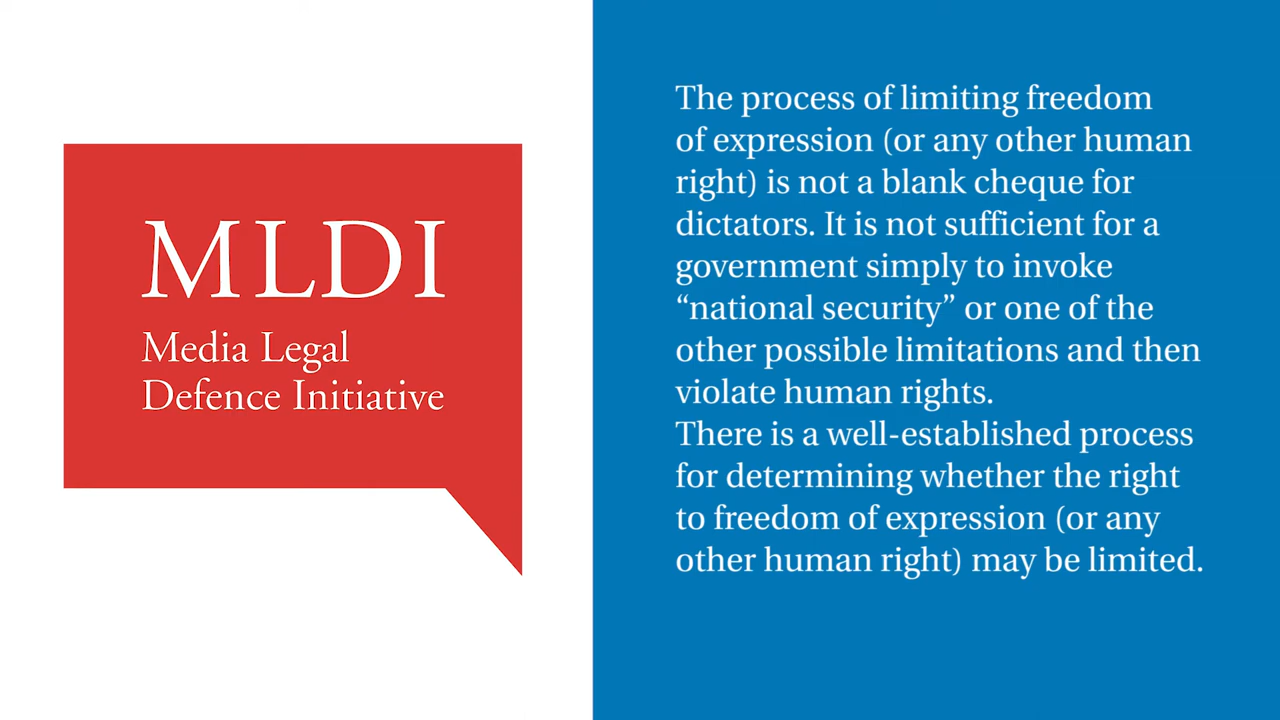 MLDI
Media Legal
Defence Initiative
The process of limiting freedom
of expression (or any other human
right) is not a blank cheque for
dictators. It is not sufficient for a
government simply to invoke
“national security” or one of the
other possible limitations and then
violate human rights.
There is a well-established process
for determining whether the right
to freedom of expression (or any
other human right) may be limited.